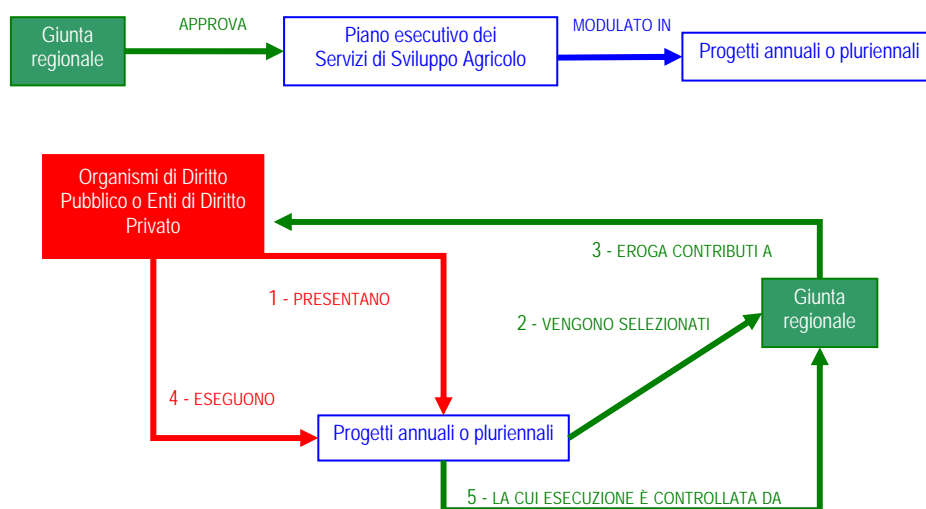 Giunta
regionale
APPROVA
Piano esecutivo dei
Servizi di Sviluppo Agricolo
MODULATO IN
Progetti annuali o pluriennali
Organismi di Diritto
Pubblico o Enti di Diritto
Privato
3 - EROGA CONTRIBUTI A
1 - PRESENTANO
Giunta
regionale
2 - VENGONO SELEZIONATI
4 - ESEGUONO
Progetti annuali o pluriennali
5 - LA CUI ESECUZIONE È CONTROLLATA DA